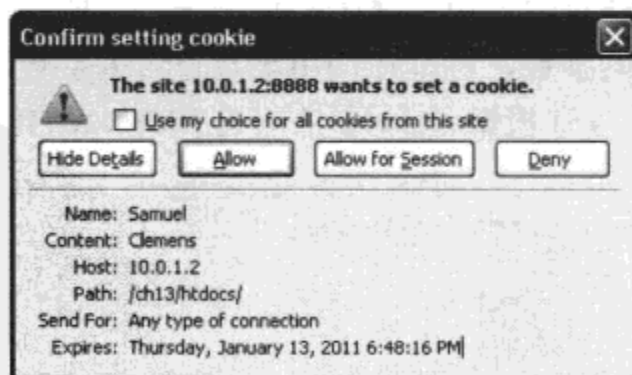 Confirm setting cookie
The site 10.0.1.2:8888 wants to set a cookie.
Use my choice for all cookies from this site
Hide Details Allow Allow for Session Deny
Name: Samuel
Content: Clemens
Host: 10.0.1.2
Path: /ch13/htdocs/
Send For: Any type of connection
Expires: Thursday, January 13, 2011 6:48:16 PM